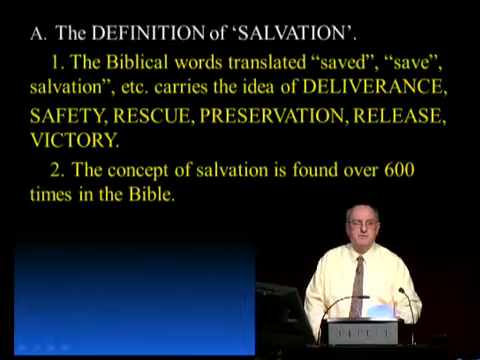 A. The DEFINITION of ‘SALVATION’.
1. The Biblical words translated “saved”, “save”,
salvation”, etc. carries the idea of DELIVERANCE,
SAFETY, RESCUE, PRESERVATION, RELEASE,
VICTORY.
2. The concept of salvation is found over 600
times in the Bible.